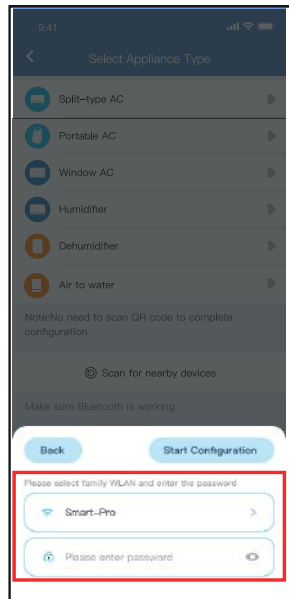 9:41
Select Appliance Type
Split-type AC
Portable AC
Window AC
Humidifier
Dehumidifier
Air to water
Note:No need to scan QR code to complete
configuration
Scan for nearby devices
Make sure Bluetooth is working.
Back
Start Configuration
Please select family WLAN and enter the password
Smart-Pro
Please enter password